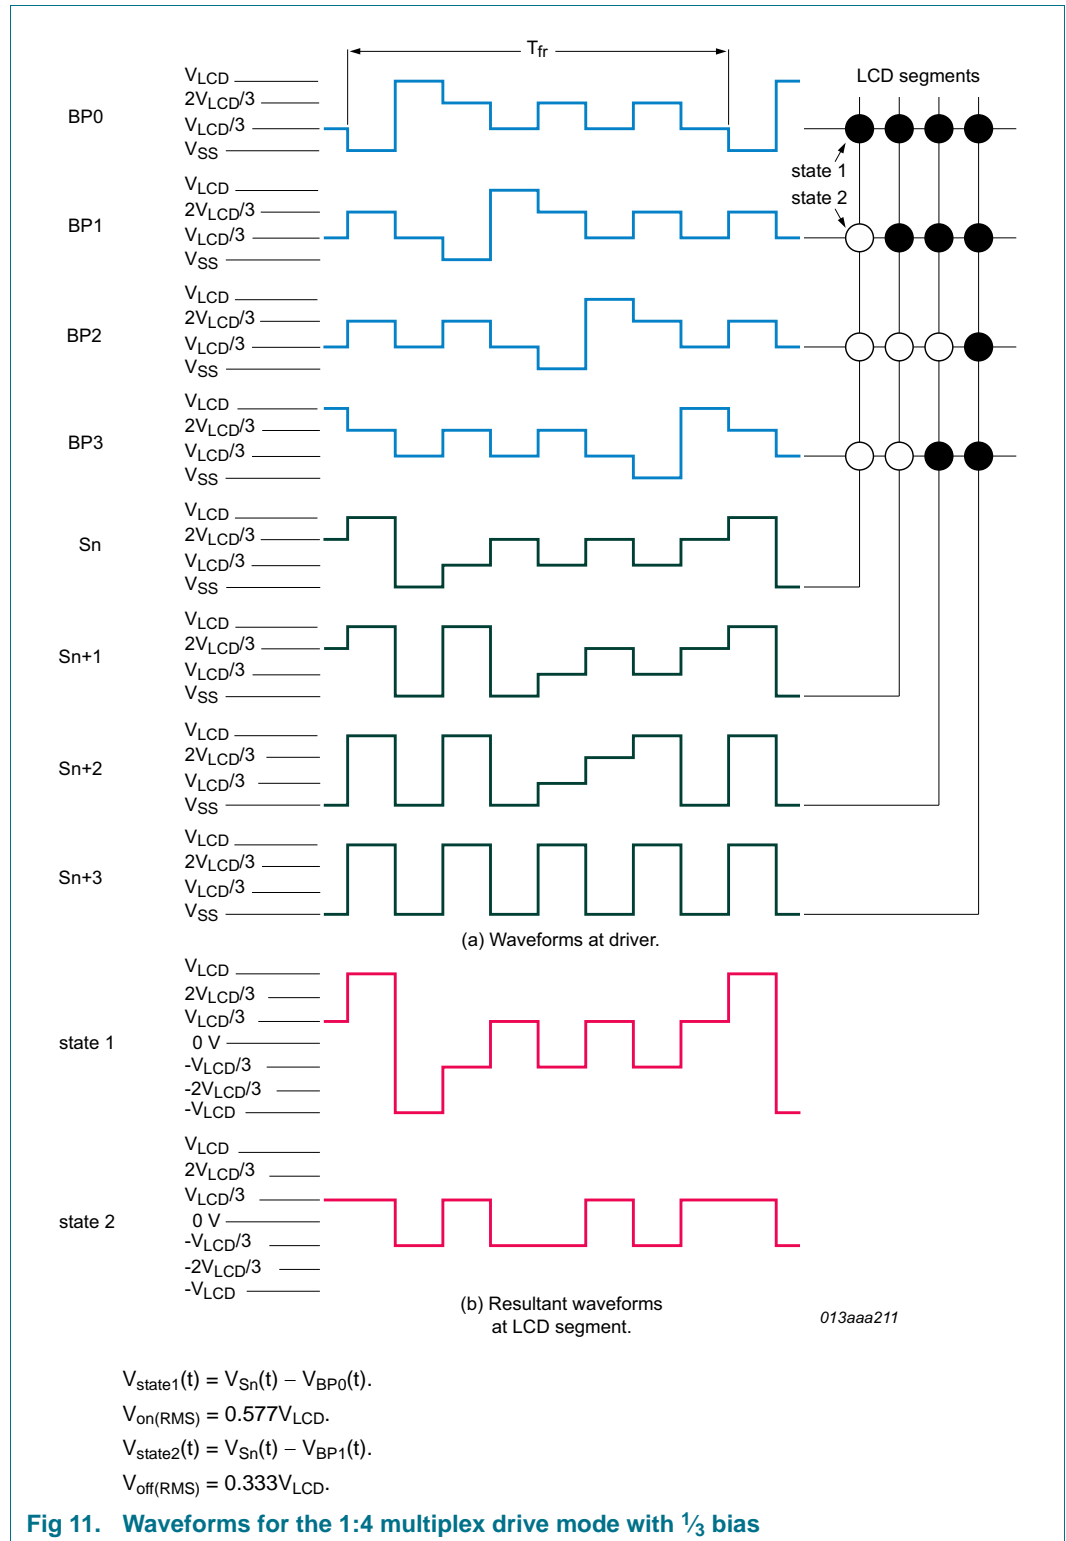 Tfr
BP0
VLCD
2VLCD/3
VLCD/3
VSS
LCD segments
state 1
state 2
BP1
VLCD
2VLCD/3
VLCD/3
VSS
BP2
VLCD
2VLCD/3
VLCD/3
VSS
BP3
VLCD
2VLCD/3
VLCD/3
VSS
Sn
VLCD
2VLCD/3
VLCD/3
VSS
Sn+1
VLCD
2VLCD/3
VLCD/3
VSS
Sn+2
VLCD
2VLCD/3
VLCD/3
VSS
Sn+3
VLCD
2VLCD/3
VLCD/3
VSS
(a) Waveforms at driver.
state 1
VLCD
2VLCD/3
VLCD/3
0 V
-VLCD/3
-2VLCD/3
-VLCD
state 2
VLCD
2VLCD/3
VLCD/3
0 V
-VLCD/3
-2VLCD/3
-VLCD
(b) Resultant waveforms
at LCD segment.
013aaa211
Vstate1(t) = VSn(t) − VBP0(t).
Von(RMS) = 0.577VLCD.
Vstate2(t) = VSn(t) − VBP1(t).
Voff(RMS) = 0.333VLCD.
Fig 11. Waveforms for the 1:4 multiplex drive mode with 1⁄3 bias